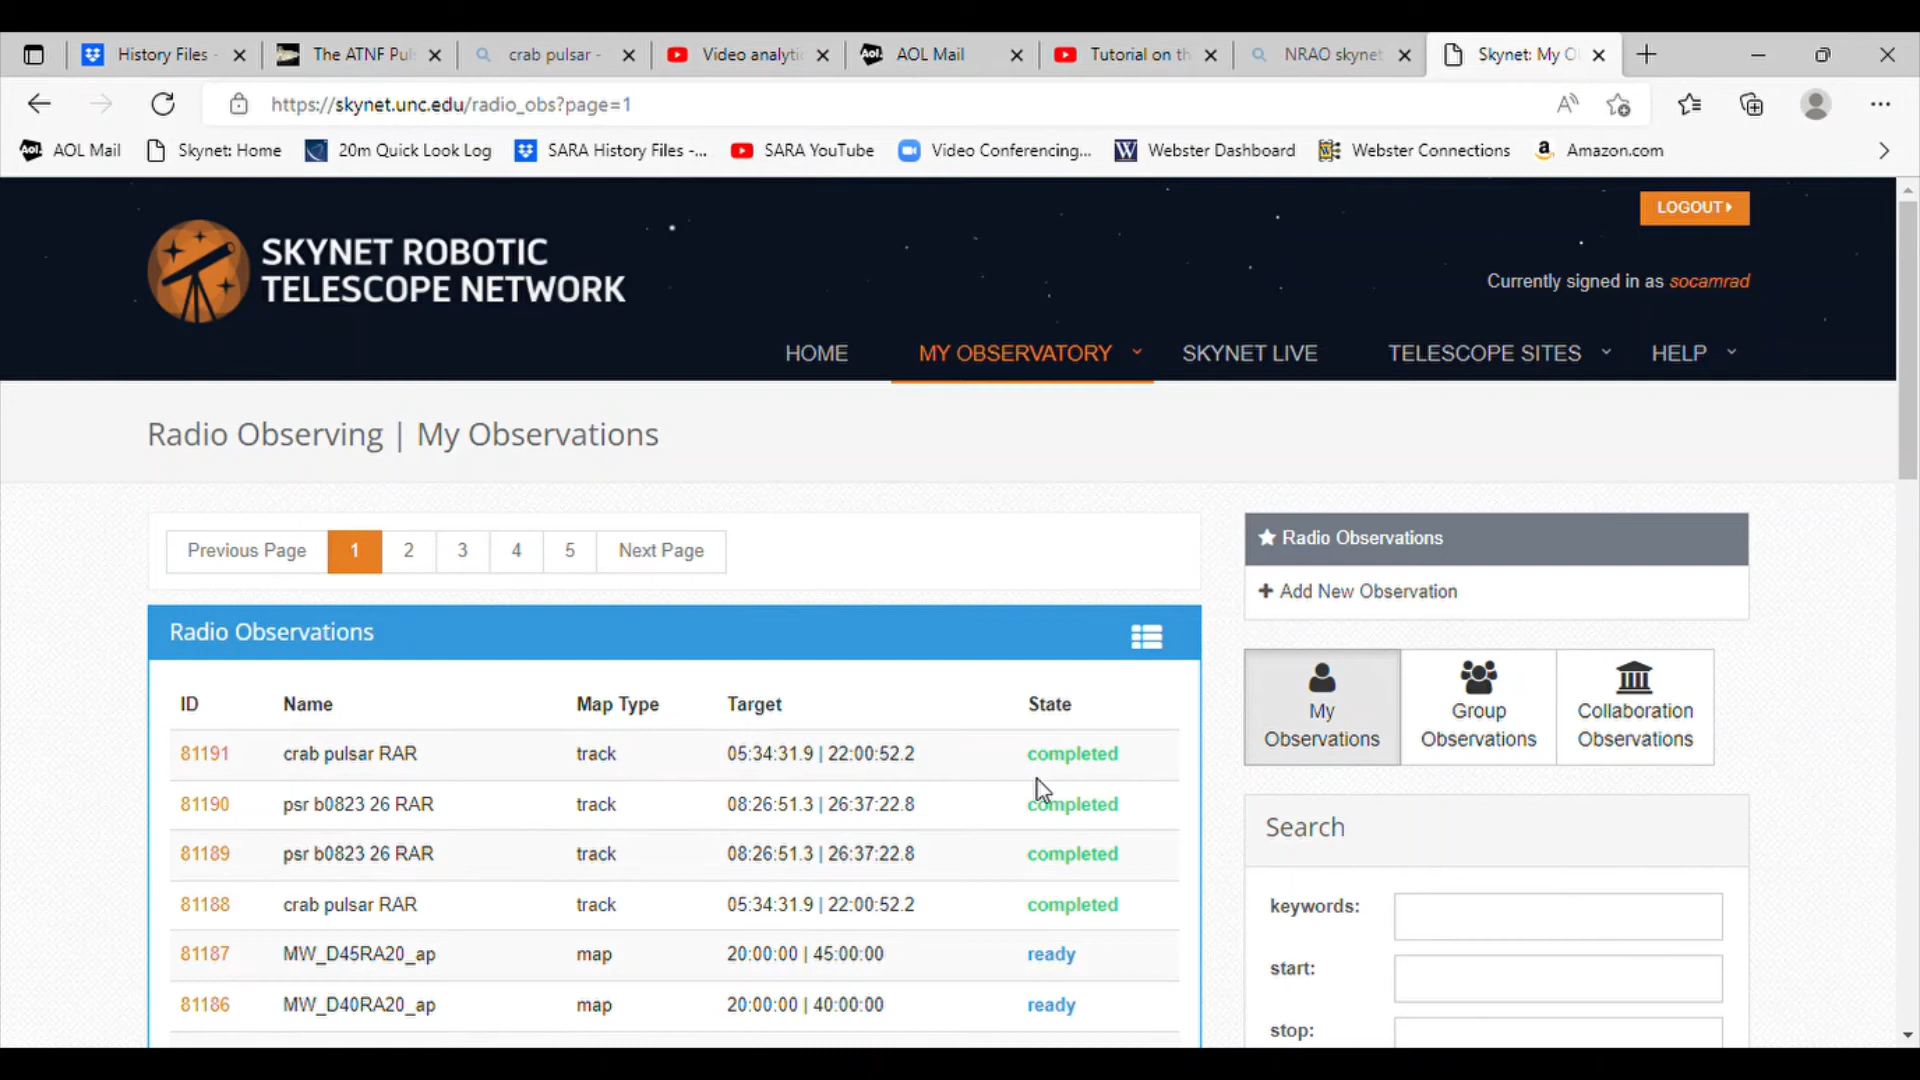 History Files -
The ATNF Pul
crab pulsar -
Video analytic
AOL Mail
Tutorial on th
NRAO skynet
Skynet: My O
https://skynet.unc.edu/radio_obs?page=1
Aol. AOL Mail
Skynet: Home
20m Quick Look Log
SARA History Files -...
SARA YouTube
Video Conferencing...
W Webster Dashboard
Webster Connections
a Amazon.com
LOGOUT
SKYNET ROBOTIC
TELESCOPE NETWORK
Currently signed in as socamrad
HOME MY OBSERVATORY SKYNET LIVE TELESCOPE SITES HELP
Radio Observing | My Observations
Previous Page 1 2 3 4 5 Next Page
Radio Observations
ID Name Map Type Target State
81191 crab pulsar RAR track 05:34:31.9 | 22:00:52.2 completed
81190 psr b0823 26 RAR track 08:26:51.3 | 26:37:22.8 completed
81189 psr b0823 26 RAR track 08:26:51.3 | 26:37:22.8 completed
81188 crab pulsar RAR track 05:34:31.9 | 22:00:52.2 completed
81187 MW_D45RA20_ap map 20:00:00 | 45:00:00 ready
81186 MW_D40RA20_ap map 20:00:00 | 40:00:00 ready
Radio Observations
+ Add New Observation
My
Observations
Group
Observations
Collaboration
Observations
Search
keywords:
start:
stop: